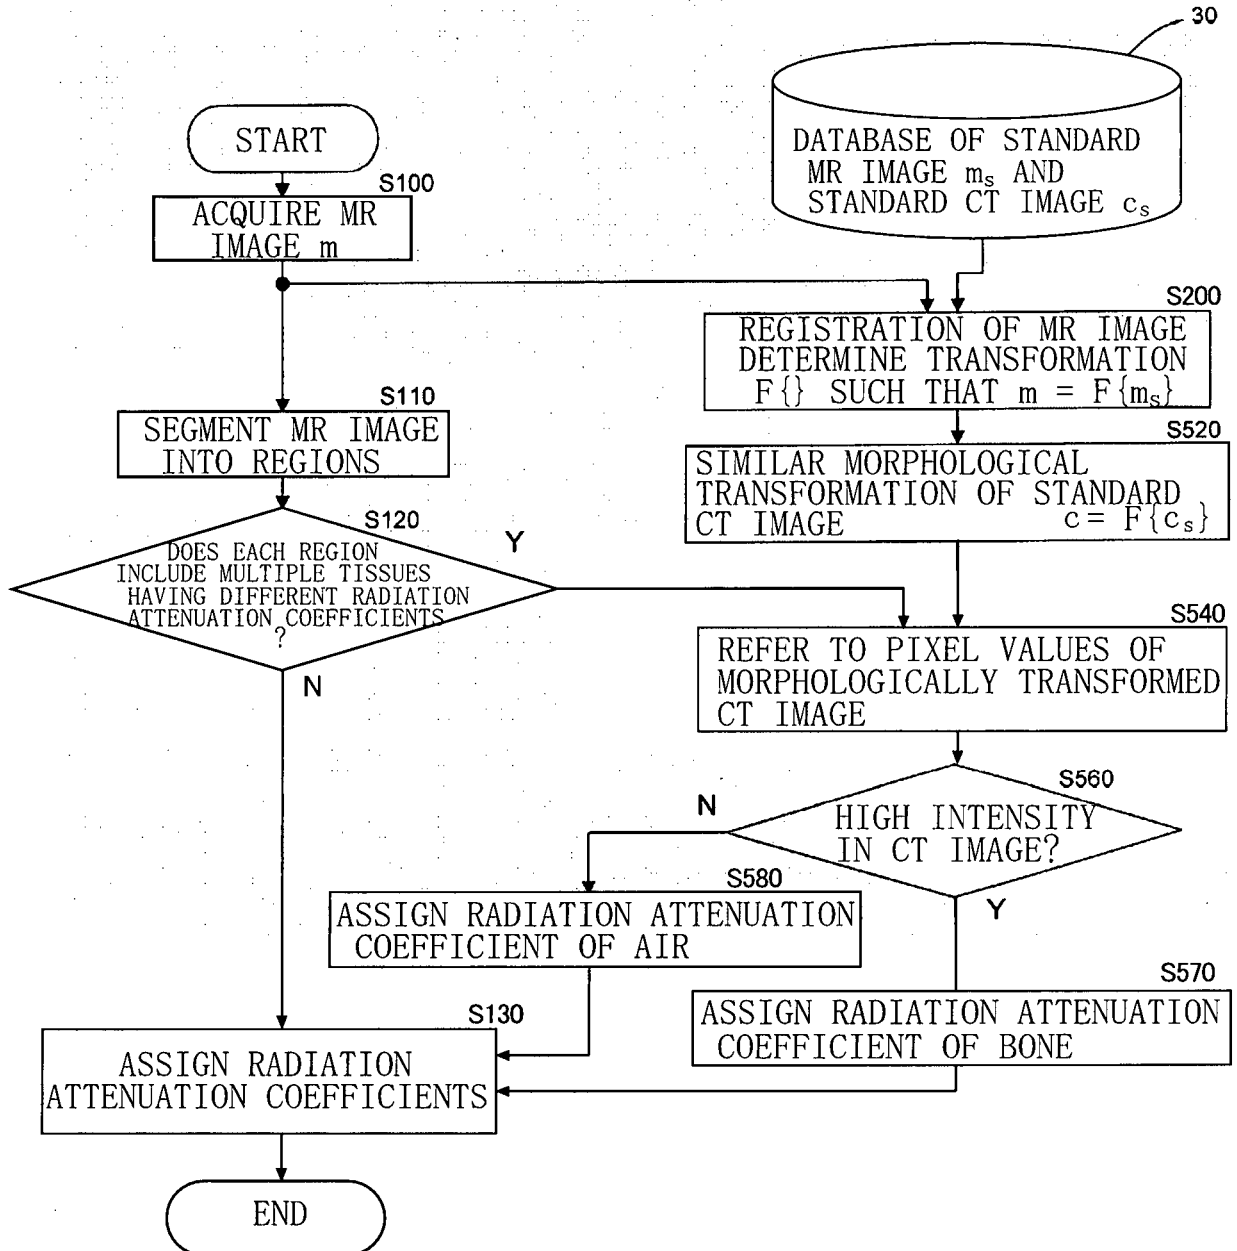 30
START
DATABASE OF STANDARD
MR IMAGE mₛ AND
STANDARD CT IMAGE cₛ
S100
ACQUIRE MR
IMAGE m
S200
REGISTRATION OF MR IMAGE
DETERMINE TRANSFORMATION
F{} SUCH THAT m = F{mₛ}
S110
SEGMENT MR IMAGE
INTO REGIONS
S520
SIMILAR MORPHOLOGICAL
TRANSFORMATION OF STANDARD
CT IMAGE c = F{cₛ}
S120
DOES EACH REGION
INCLUDE MULTIPLE TISSUES
HAVING DIFFERENT RADIATION
ATTENUATION COEFFICIENTS
?
Y
N
S540
REFER TO PIXEL VALUES OF
MORPHOLOGICALLY TRANSFORMED
CT IMAGE
S560
HIGH INTENSITY
IN CT IMAGE?
N
Y
S580
ASSIGN RADIATION ATTENUATION
COEFFICIENT OF AIR
S570
ASSIGN RADIATION ATTENUATION
COEFFICIENT OF BONE
S130
ASSIGN RADIATION
ATTENUATION COEFFICIENTS
END